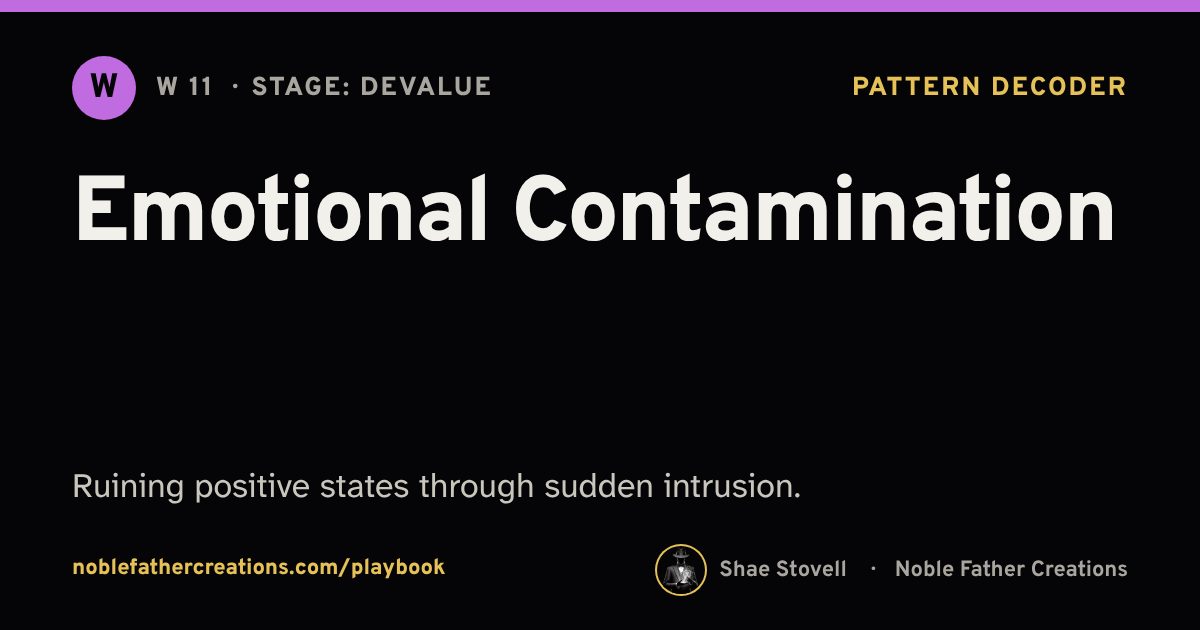 W W 11 · STAGE: DEVALUE PATTERN DECODER
Emotional Contamination
Ruining positive states through sudden intrusion.
noblefathercreations.com/playbook Shae Stovell · Noble Father Creations